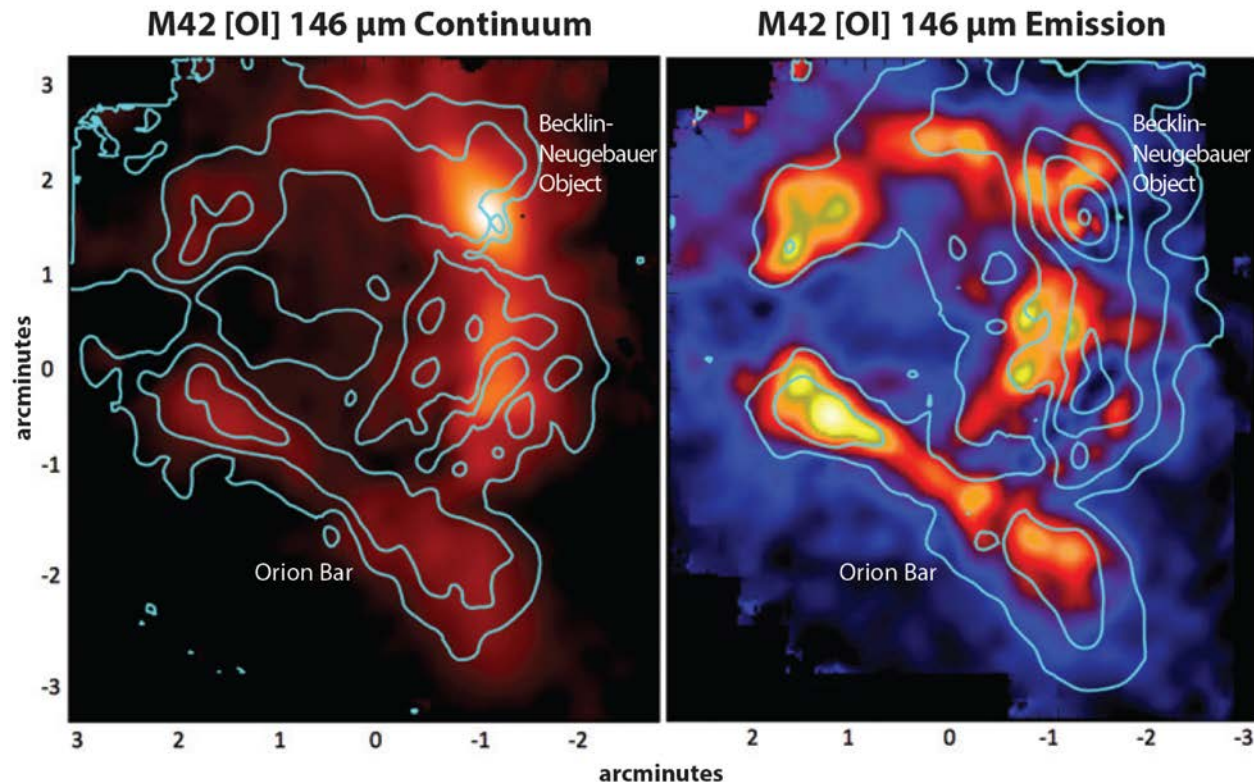 M42 [OI] 146 μm Continuum
M42 [OI] 146 μm Emission
Becklin-
Neugebauer
Object
Becklin-
Neugebauer
Object
Orion Bar
Orion Bar
arcminutes
3
2
1
0
-1
-2
-3
3 2 1 0 -1 -2
2 1 0 -1 -2 -3
arcminutes